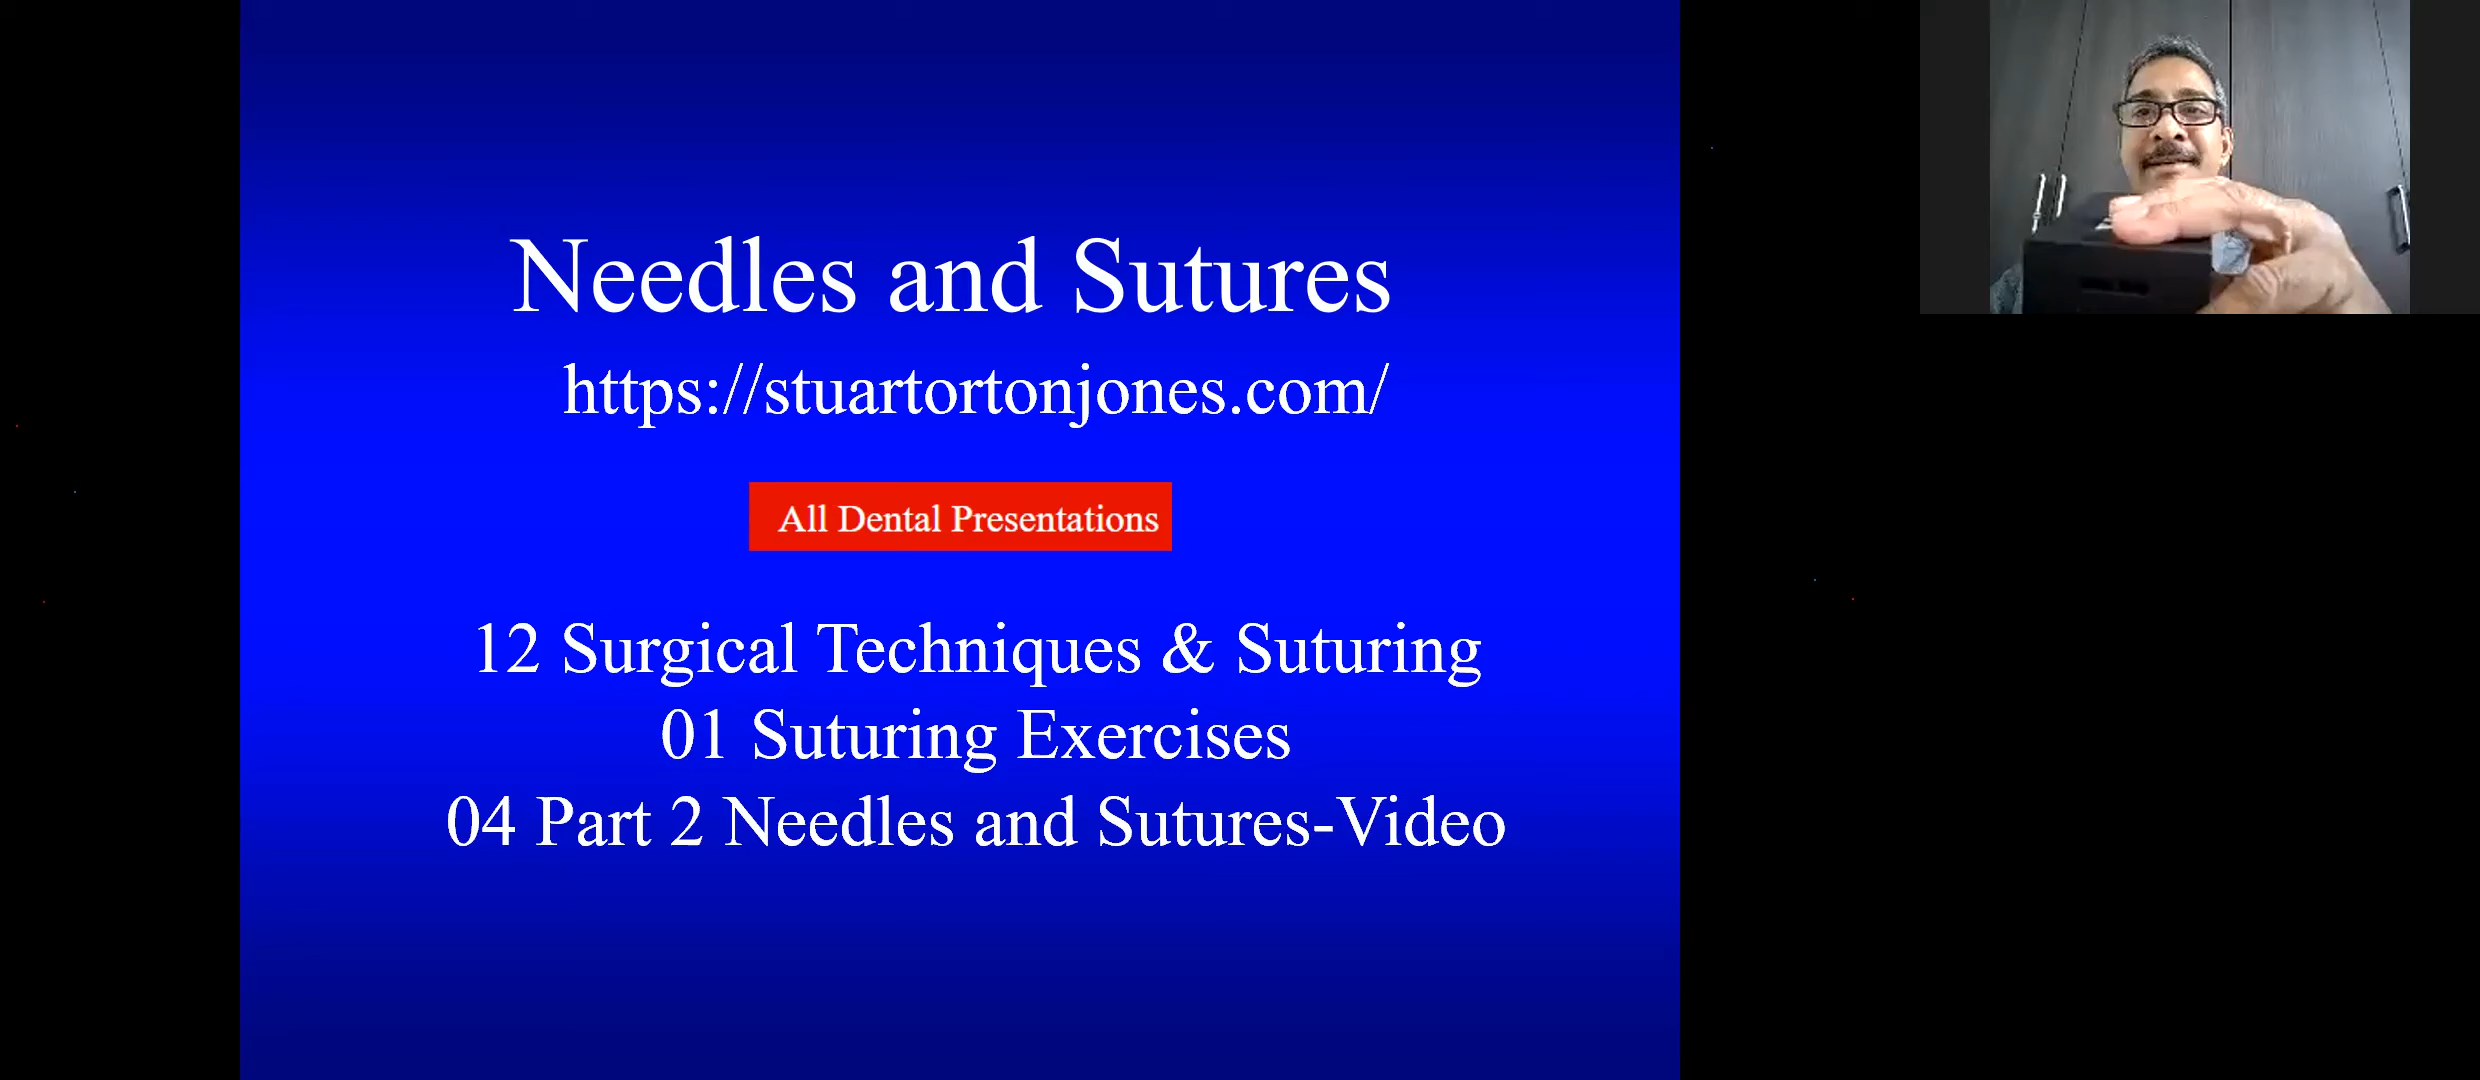 Needles and Sutures
https://stuartortonjones.com/
All Dental Presentations
12 Surgical Techniques & Suturing
01 Suturing Exercises
04 Part 2 Needles and Sutures-Video